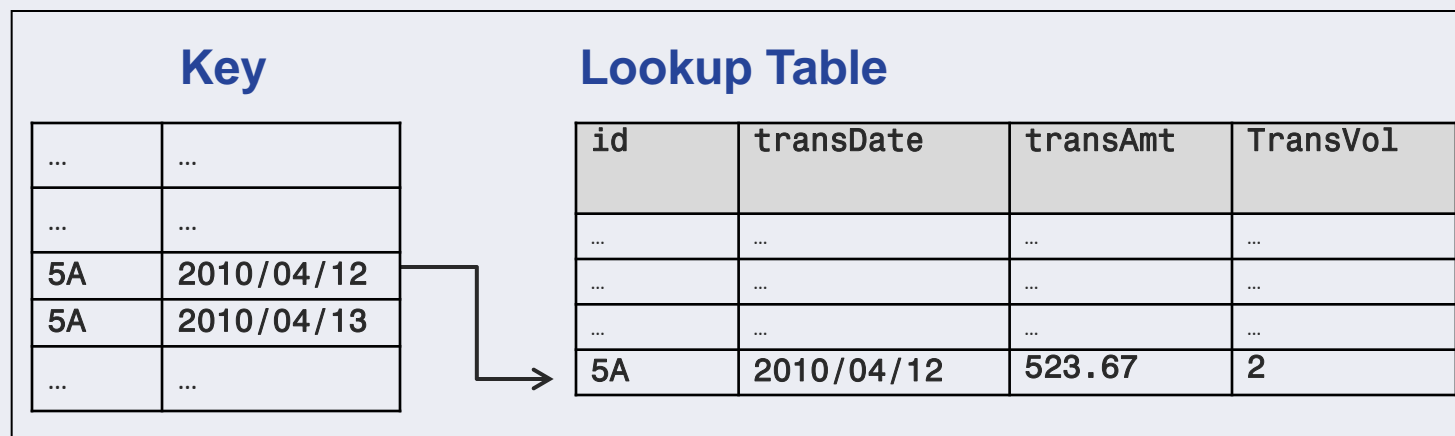 Key Lookup Table
... ...
... ...
5A 2010/04/12
5A 2010/04/13
... ...
id transDate transAmt TransVol
... ... ... ...
... ... ... ...
... ... ... ...
5A 2010/04/12 523.67 2